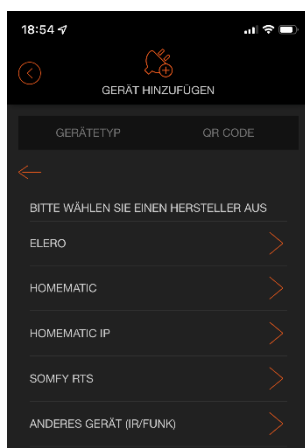 18:54
GERÄT HINZUFÜGEN
GERÄTETYP QR CODE
BITTE WÄHLEN SIE EINEN HERSTELLER AUS
ELERO
HOMEMATIC
HOMEMATIC IP
SOMFY RTS
ANDERES GERÄT (IR/FUNK)